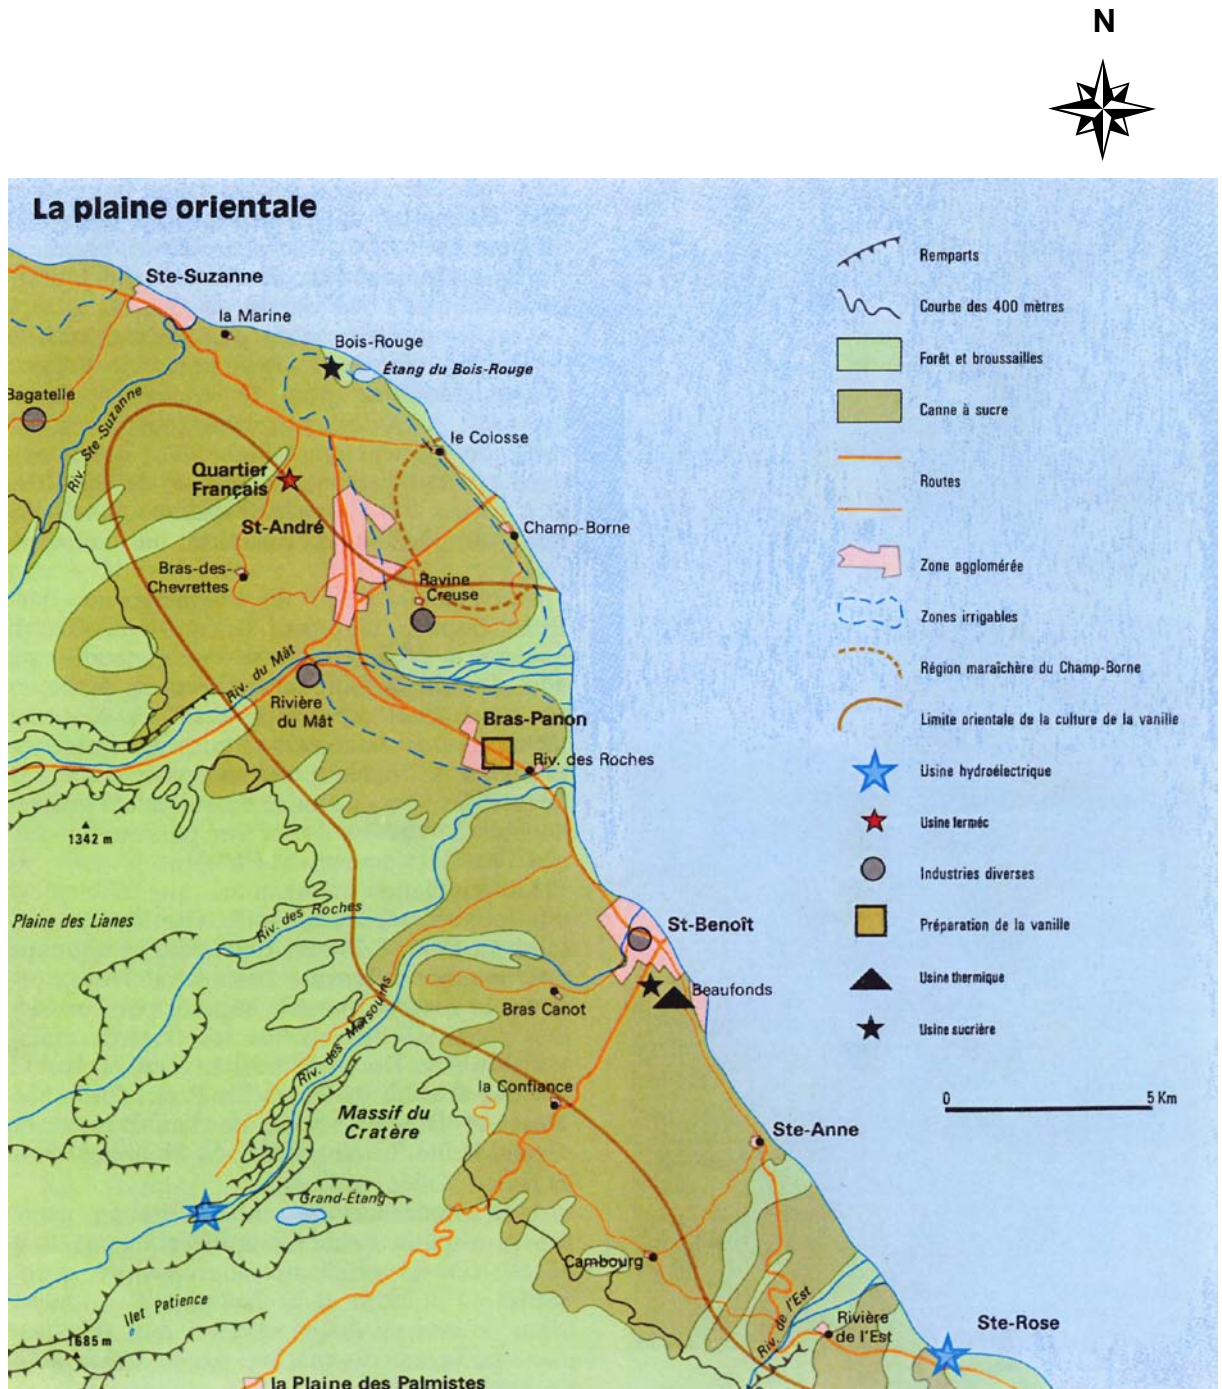 N
La plaine orientale
Remparts
Courbe des 400 mètres
Forêt et broussailles
Canne à sucre
Routes
Zone agglomérée
Zones irrigables
Région maraîchère du Champ-Borne
Limite orientale de la culture de la vanille
Usine hydroélectrique
Usine fermée
Industries diverses
Préparation de la vanille
Usine thermique
Usine sucrière
0
5 Km
Ste-Suzanne
la Marine
Bois-Rouge
Étang du Bois-Rouge
Bagatelle
Riv. Ste-Suzanne
le Colosse
Quartier
Français
St-André
Champ-Borne
Bras-des-
Chevrettes
Ravine
Creuse
Riv. du Mât
Rivière
du Mât
Bras-Panon
Riv. des Roches
1342 m
Plaine des Lianes
Riv. des Roches
St-Benoît
Beaufonds
Bras Canot
Riv. des Marsouins
la Confiance
Massif du
Cratère
Ste-Anne
Grand-Etang
Cambourg
Ilet Patience
1685 m
Riv. de l'Est
Rivière
de l'Est
Ste-Rose
la Plaine des Palmistes